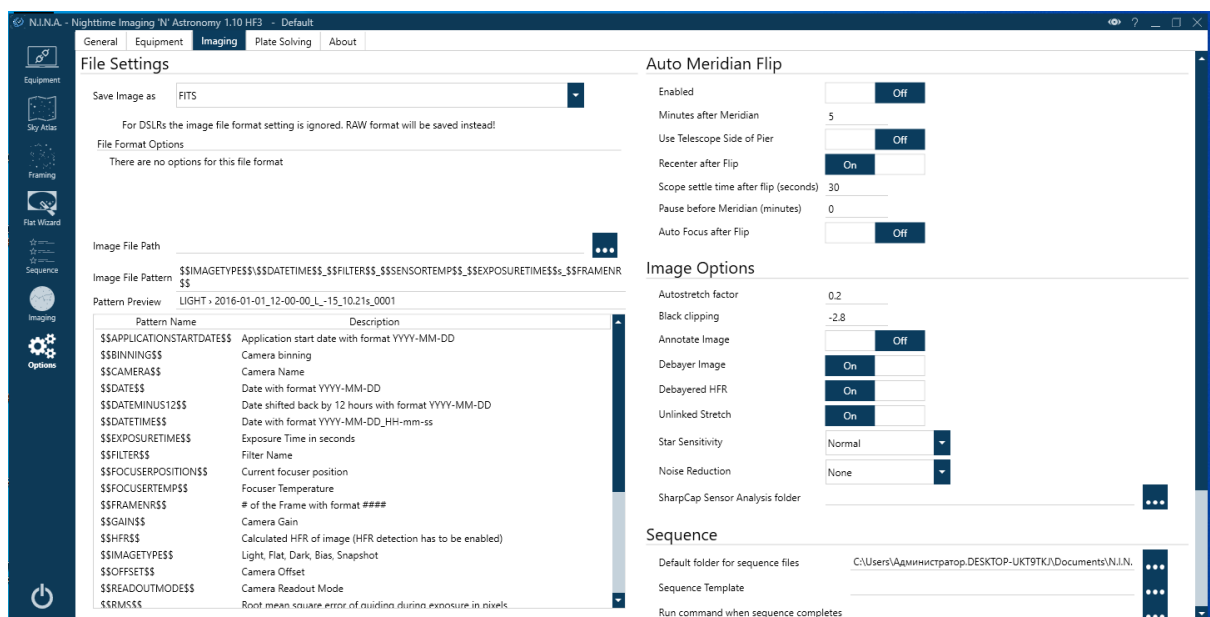 N.I.N.A. - Nighttime Imaging 'N' Astronomy 1.10 HF3 - Default
General Equipment Imaging Plate Solving About
Equipment
Sky Atlas
Framing
Flat Wizard
Sequence
Imaging
Options
File Settings
Save Image as FITS
For DSLRs the image file format setting is ignored. RAW format will be saved instead!
File Format Options
There are no options for this file format
Image File Path
Image File Pattern $$IMAGETYPE$$\$$DATETIME$$_$$FILTER$$_$$SENSORTEMP$$_$$EXPOSURETIME$$s_$$FRAMENR
$$
Pattern Preview LIGHT › 2016-01-01_12-00-00_L_-15_10.21s_0001
Pattern Name Description
$$APPLICATIONSTARTDATE$$ Application start date with format YYYY-MM-DD
$$BINNING$$ Camera binning
$$CAMERA$$ Camera Name
$$DATE$$ Date with format YYYY-MM-DD
$$DATEMINUS12$$ Date shifted back by 12 hours with format YYYY-MM-DD
$$DATETIME$$ Date with format YYYY-MM-DD_HH-mm-ss
$$EXPOSURETIME$$ Exposure Time in seconds
$$FILTER$$ Filter Name
$$FOCUSERPOSITION$$ Current focuser position
$$FOCUSERTEMP$$ Focuser Temperature
$$FRAMENR$$ # of the Frame with format ####
$$GAIN$$ Camera Gain
$$HFR$$ Calculated HFR of image (HFR detection has to be enabled)
$$IMAGETYPE$$ Light, Flat, Dark, Bias, Snapshot
$$OFFSET$$ Camera Offset
$$READOUTMODE$$ Camera Readout Mode
$$RMS$$ Root mean square error of guiding during exposure in pixels
Auto Meridian Flip
Enabled Off
Minutes after Meridian 5
Use Telescope Side of Pier Off
Recenter after Flip On
Scope settle time after flip (seconds) 30
Pause before Meridian (minutes) 0
Auto Focus after Flip Off
Image Options
Autostretch factor 0.2
Black clipping -2.8
Annotate Image Off
Debayer Image On
Debayered HFR On
Unlinked Stretch On
Star Sensitivity Normal
Noise Reduction None
SharpCap Sensor Analysis folder
Sequence
Default folder for sequence files C:\Users\Администратор.DESKTOP-UKT9TKJ\Documents\N.I.N.
Sequence Template
Run command when sequence completes